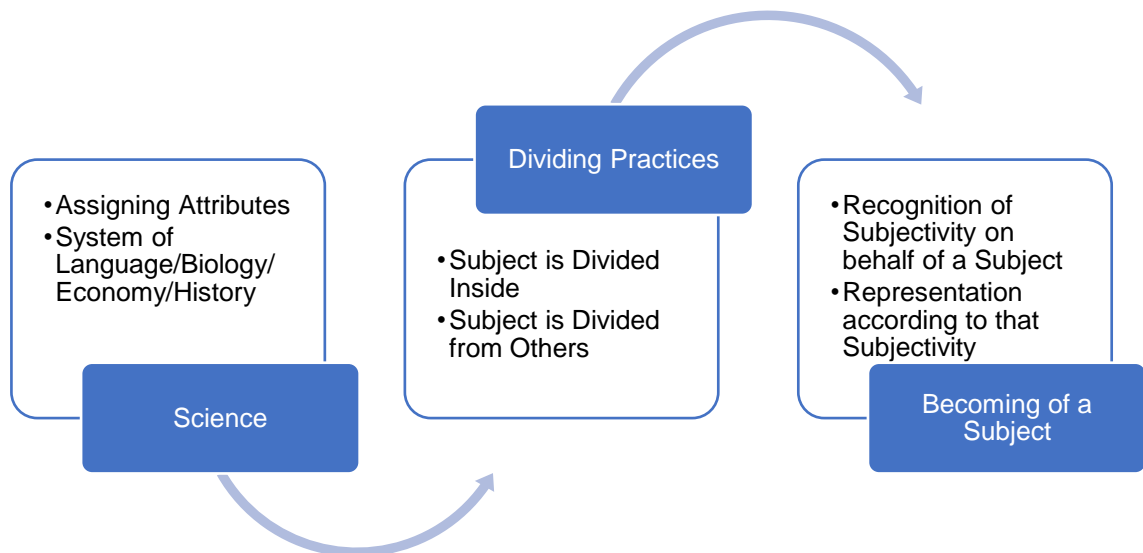 •Assigning Attributes
•System of
Language/Biology/
Economy/History
Science
Dividing Practices
•Subject is Divided
Inside
•Subject is Divided
from Others
•Recognition of
Subjectivity on
behalf of a Subject
•Representation
according to that
Subjectivity
Becoming of a
Subject